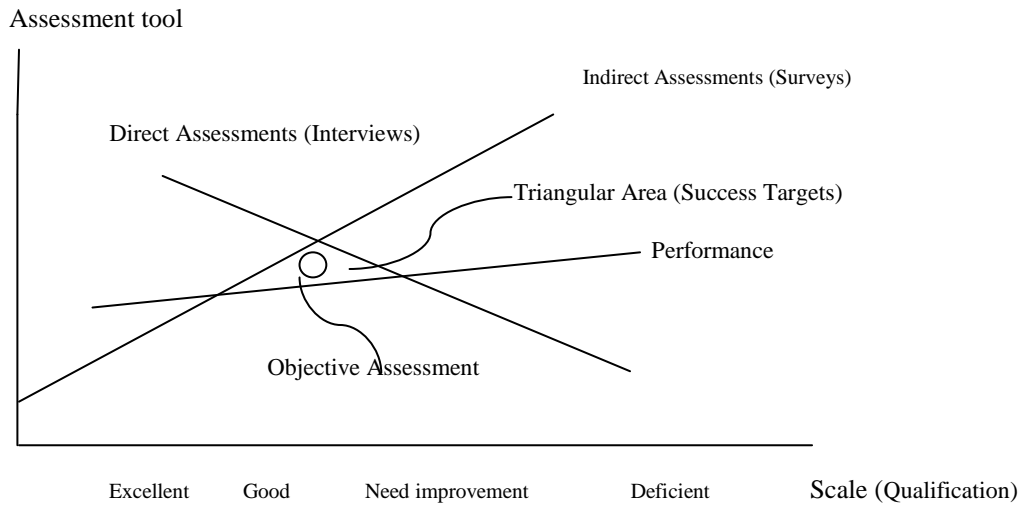 Assessment tool
Indirect Assessments (Surveys)
Direct Assessments (Interviews)
Triangular Area (Success Targets)
Performance
Objective Assessment
Excellent Good Need improvement Deficient Scale (Qualification)